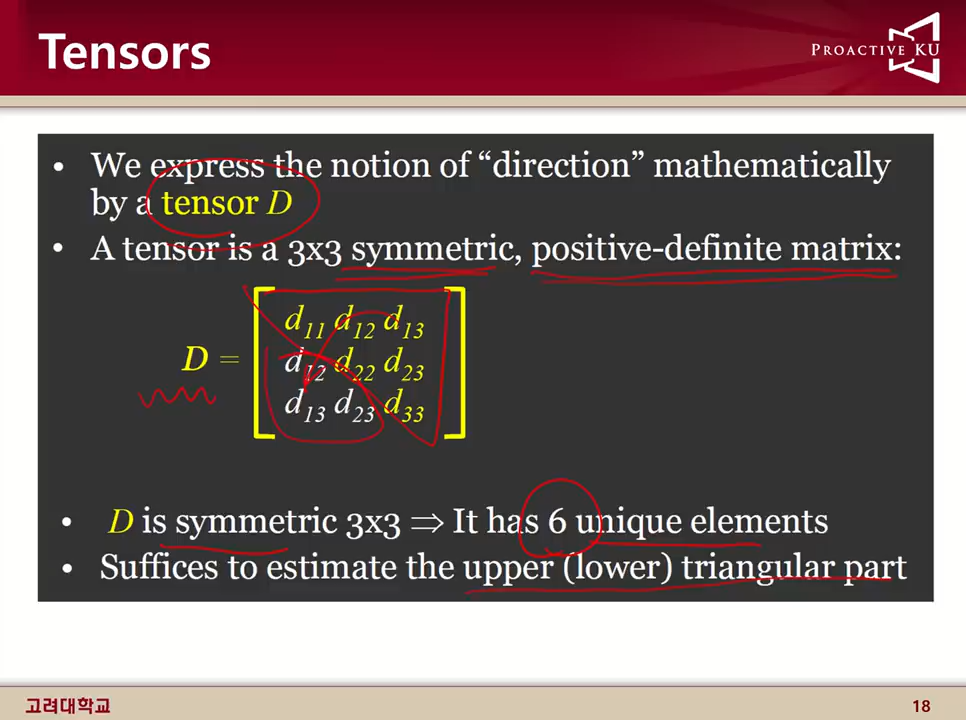 Tensors
PROACTIVE KU
• We express the notion of “direction” mathematically
by a tensor D
• A tensor is a 3x3 symmetric, positive-definite matrix:
d11 d12 d13
D = d12 d22 d23
d13 d23 d33
• D is symmetric 3x3 ⇒ It has 6 unique elements
• Suffices to estimate the upper (lower) triangular part
고려대학교
18